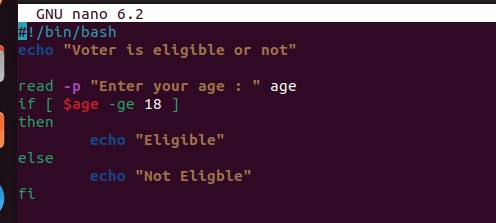 GNU nano 6.2
#!/bin/bash
echo "Voter is eligible or not"
read -p "Enter your age : " age
if [ $age -ge 18 ]
then
echo "Eligible"
else
echo "Not Eligble"
fi